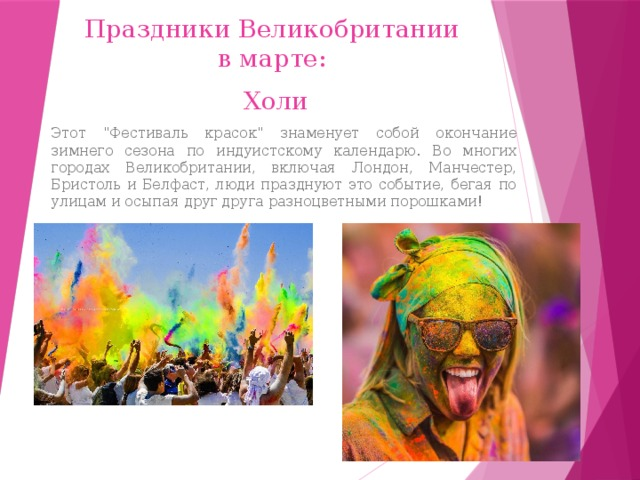 Праздники Великобритании
в марте:
Холи
Этот "Фестиваль красок" знаменует собой окончание
зимнего сезона по индуистскому календарю. Во многих
городах Великобритании, включая Лондон, Манчестер,
Бристоль и Белфаст, люди празднуют это событие, бегая по
улицам и осыпая друг друга разноцветными порошками!